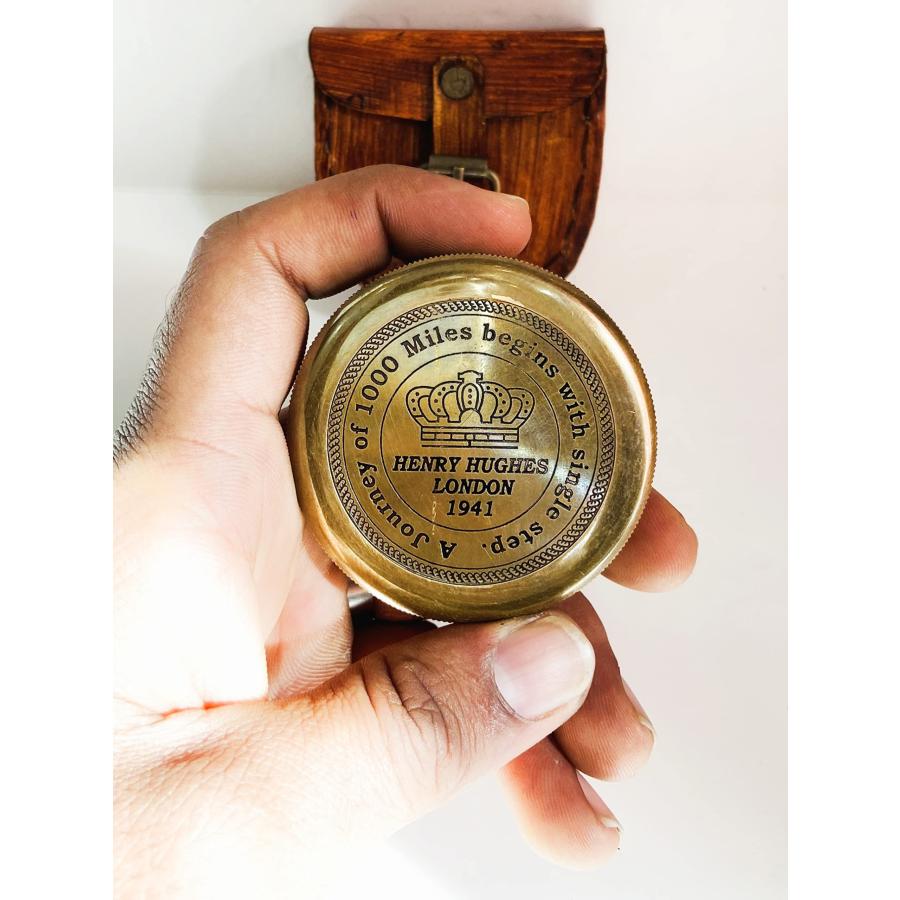 A Journey of 1000 Miles begins with single step.
HENRY HUGHES
LONDON
1941